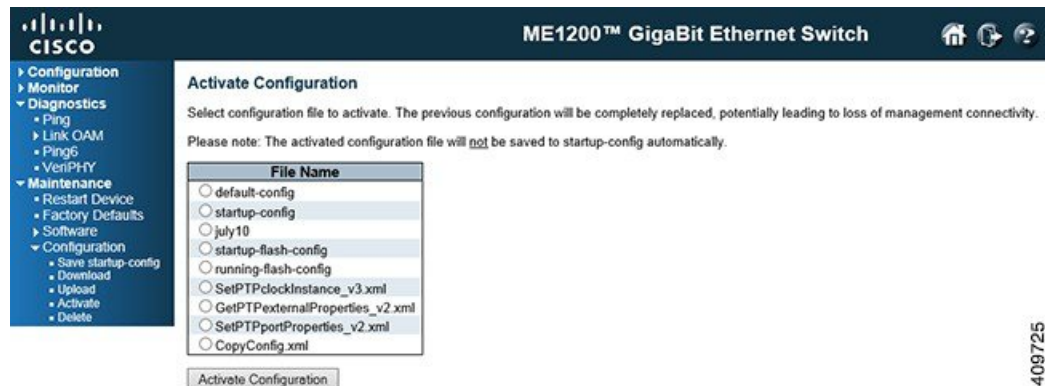 CISCO
ME1200™ GigaBit Ethernet Switch
Configuration
Monitor
Diagnostics
Ping
Link OAM
Ping6
VeriPHY
Maintenance
Restart Device
Factory Defaults
Software
Configuration
Save startup-config
Download
Upload
Activate
Delete
Activate Configuration
Select configuration file to activate. The previous configuration will be completely replaced, potentially leading to loss of management connectivity.
Please note: The activated configuration file will not be saved to startup-config automatically.
File Name
default-config
startup-config
july10
startup-flash-config
running-flash-config
SetPTPclockInstance_v3.xml
GetPTPexternalProperties_v2.xml
SetPTPportProperties_v2.xml
CopyConfig.xml
Activate Configuration
409725